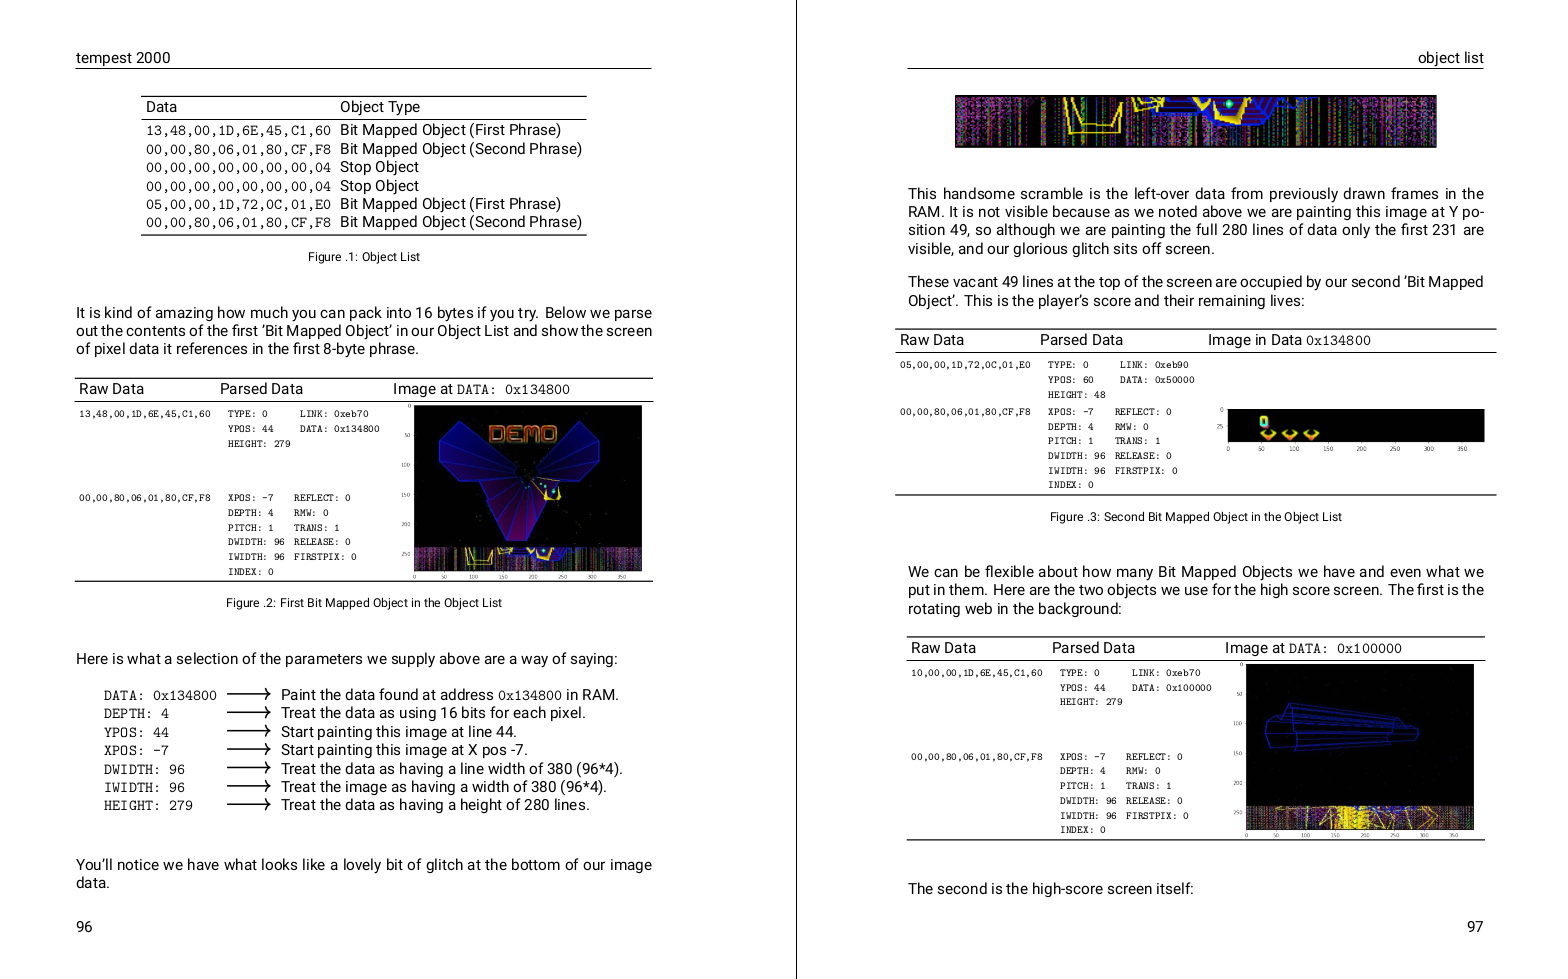 tempest 2000
Data Object Type
13,48,00,1D,6E,45,C1,60 Bit Mapped Object (First Phrase)
00,00,80,06,01,80,CF,F8 Bit Mapped Object (Second Phrase)
00,00,00,00,00,00,00,04 Stop Object
00,00,00,00,00,00,00,04 Stop Object
05,00,00,1D,72,0C,01,E0 Bit Mapped Object (First Phrase)
00,00,80,06,01,80,CF,F8 Bit Mapped Object (Second Phrase)
Figure .1: Object List
It is kind of amazing how much you can pack into 16 bytes if you try. Below we parse
out the contents of the first ’Bit Mapped Object’ in our Object List and show the screen
of pixel data it references in the first 8-byte phrase.
Raw Data Parsed Data Image at DATA: 0x134800
13,48,00,1D,6E,45,C1,60 TYPE: 0 LINK: 0xeb70
YPOS: 44 DATA: 0x134800
HEIGHT: 279
00,00,80,06,01,80,CF,F8 XPOS: -7 REFLECT: 0
DEPTH: 4 RMW: 0
PITCH: 1 TRANS: 1
DWIDTH: 96 RELEASE: 0
IWIDTH: 96 FIRSTPIX: 0
INDEX: 0
0
50
100
150
200
250
DEMO
0 50 100 150 200 250 300 350
Figure .2: First Bit Mapped Object in the Object List
Here is what a selection of the parameters we supply above are a way of saying:
DATA: 0x134800 ⟶ Paint the data found at address 0x134800 in RAM.
DEPTH: 4 ⟶ Treat the data as using 16 bits for each pixel.
YPOS: 44 ⟶ Start painting this image at line 44.
XPOS: -7 ⟶ Start painting this image at X pos -7.
DWIDTH: 96 ⟶ Treat the data as having a line width of 380 (96*4).
IWIDTH: 96 ⟶ Treat the image as having a width of 380 (96*4).
HEIGHT: 279 ⟶ Treat the data as having a height of 280 lines.
You’ll notice we have what looks like a lovely bit of glitch at the bottom of our image
data.
96
object list
This handsome scramble is the left-over data from previously drawn frames in the
RAM. It is not visible because as we noted above we are painting this image at Y po-
sition 49, so although we are painting the full 280 lines of data only the first 231 are
visible, and our glorious glitch sits off screen.
These vacant 49 lines at the top of the screen are occupied by our second ’Bit Mapped
Object’. This is the player’s score and their remaining lives:
Raw Data Parsed Data Image in Data 0x134800
05,00,00,1D,72,0C,01,E0 TYPE: 0 LINK: 0xeb90
YPOS: 60 DATA: 0x50000
HEIGHT: 48
00,00,80,06,01,80,CF,F8 XPOS: -7 REFLECT: 0
DEPTH: 4 RMW: 0
PITCH: 1 TRANS: 1
DWIDTH: 96 RELEASE: 0
IWIDTH: 96 FIRSTPIX: 0
INDEX: 0
0
25
0
0 50 100 150 200 250 300 350
Figure .3: Second Bit Mapped Object in the Object List
We can be flexible about how many Bit Mapped Objects we have and even what we
put in them. Here are the two objects we use for the high score screen. The first is the
rotating web in the background:
Raw Data Parsed Data Image at DATA: 0x100000
10,00,00,1D,6E,45,C1,60 TYPE: 0 LINK: 0xeb70
YPOS: 44 DATA: 0x100000
HEIGHT: 279
00,00,80,06,01,80,CF,F8 XPOS: -7 REFLECT: 0
DEPTH: 4 RMW: 0
PITCH: 1 TRANS: 1
DWIDTH: 96 RELEASE: 0
IWIDTH: 96 FIRSTPIX: 0
INDEX: 0
0
50
100
150
200
250
0 50 100 150 200 250 300 350
The second is the high-score screen itself:
97